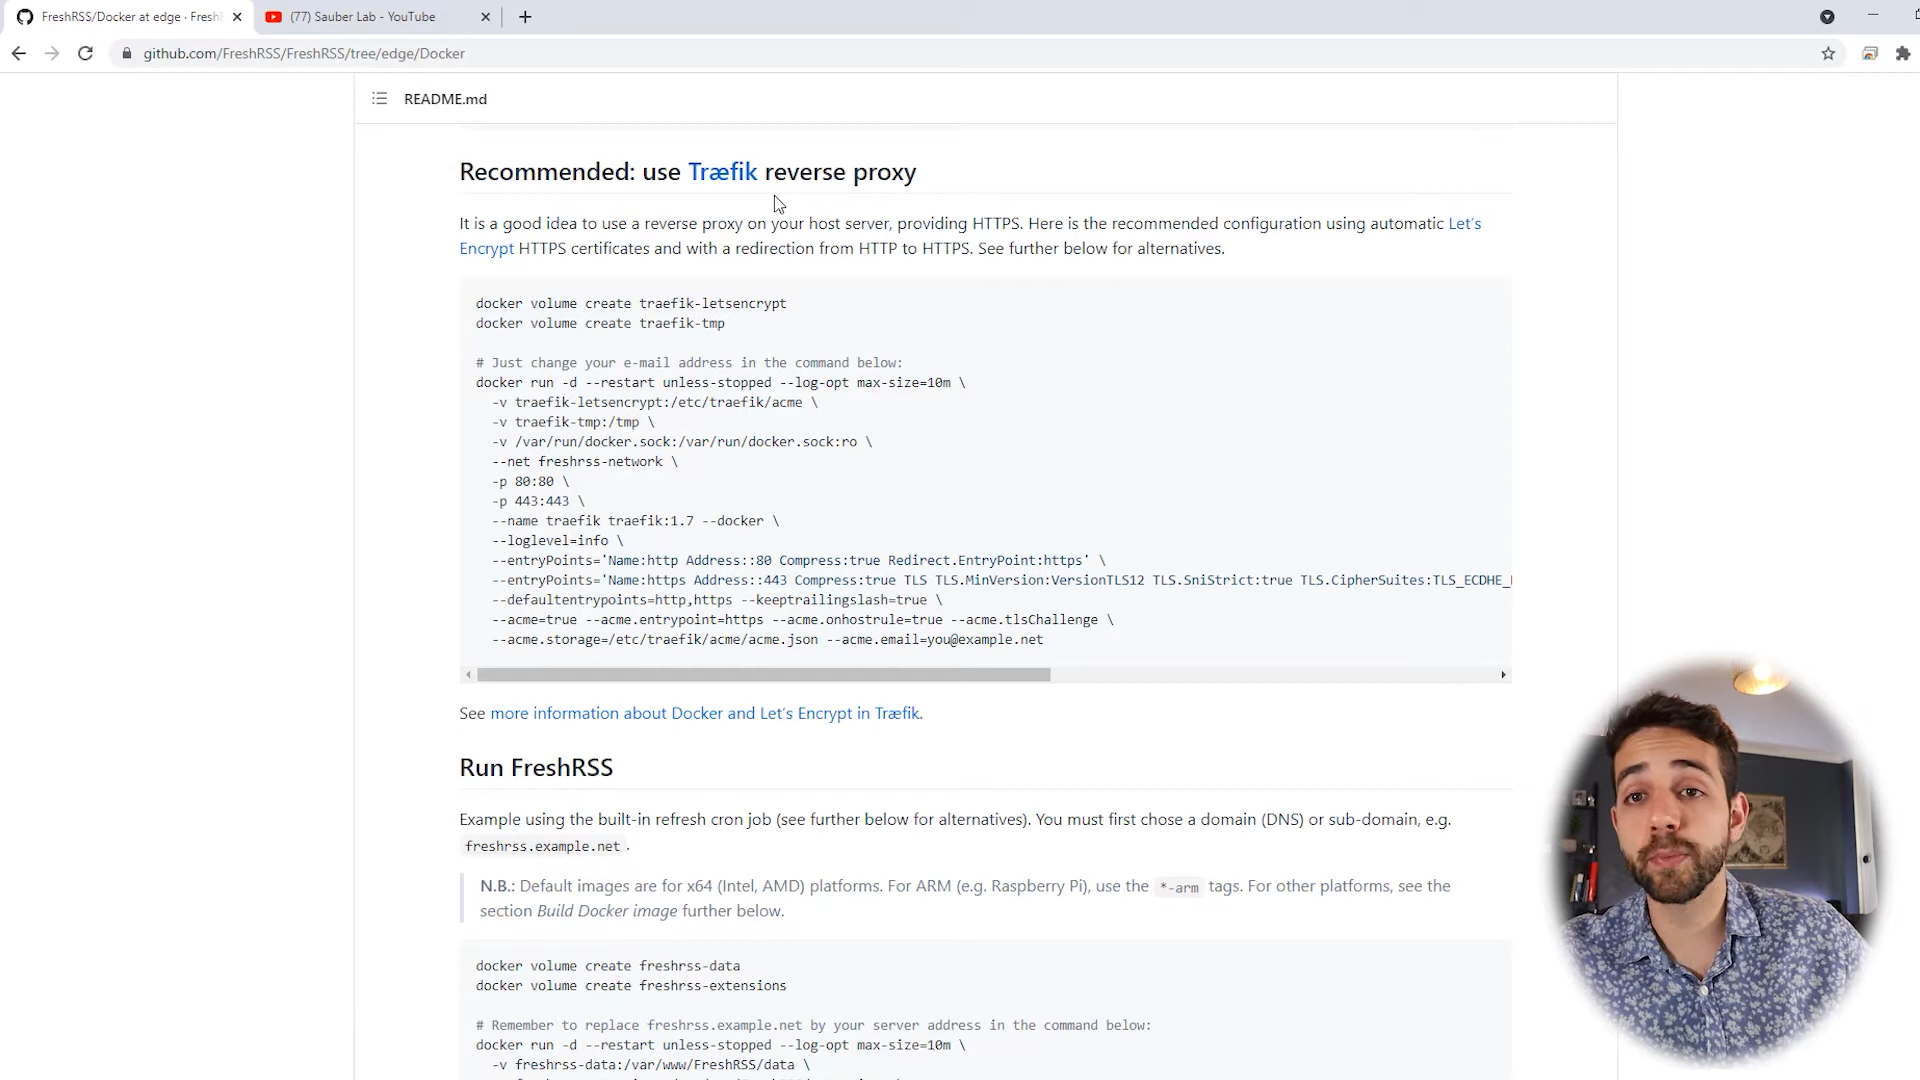 FreshRSS/Docker at edge · Fresh
(77) Sauber Lab - YouTube
github.com/FreshRSS/FreshRSS/tree/edge/Docker
README.md
Recommended: use Træfik reverse proxy
It is a good idea to use a reverse proxy on your host server, providing HTTPS. Here is the recommended configuration using automatic Let's
Encrypt HTTPS certificates and with a redirection from HTTP to HTTPS. See further below for alternatives.
docker volume create traefik-letsencrypt
docker volume create traefik-tmp
# Just change your e-mail address in the command below:
docker run -d --restart unless-stopped --log-opt max-size=10m \
-v traefik-letsencrypt:/etc/traefik/acme \
-v traefik-tmp:/tmp \
-v /var/run/docker.sock:/var/run/docker.sock:ro \
--net freshrss-network \
-p 80:80 \
-p 443:443 \
--name traefik traefik:1.7 --docker \
--loglevel=info \
--entryPoints='Name:http Address::80 Compress:true Redirect.EntryPoint:https' \
--entryPoints='Name:https Address::443 Compress:true TLS TLS.MinVersion:VersionTLS12 TLS.SniStrict:true TLS.CipherSuites:TLS_ECDHE_
--defaultentrypoints=http,https --keeptrailingslash=true \
--acme=true --acme.entrypoint=https --acme.onhostrule=true --acme.tlsChallenge \
--acme.storage=/etc/traefik/acme/acme.json --acme.email=you@example.net
See more information about Docker and Let's Encrypt in Træfik.
Run FreshRSS
Example using the built-in refresh cron job (see further below for alternatives). You must first chose a domain (DNS) or sub-domain, e.g.
freshrss.example.net .
N.B.: Default images are for x64 (Intel, AMD) platforms. For ARM (e.g. Raspberry Pi), use the *-arm tags. For other platforms, see the
section Build Docker image further below.
docker volume create freshrss-data
docker volume create freshrss-extensions
# Remember to replace freshrss.example.net by your server address in the command below:
docker run -d --restart unless-stopped --log-opt max-size=10m \
-v freshrss-data:/var/www/FreshRSS/data \